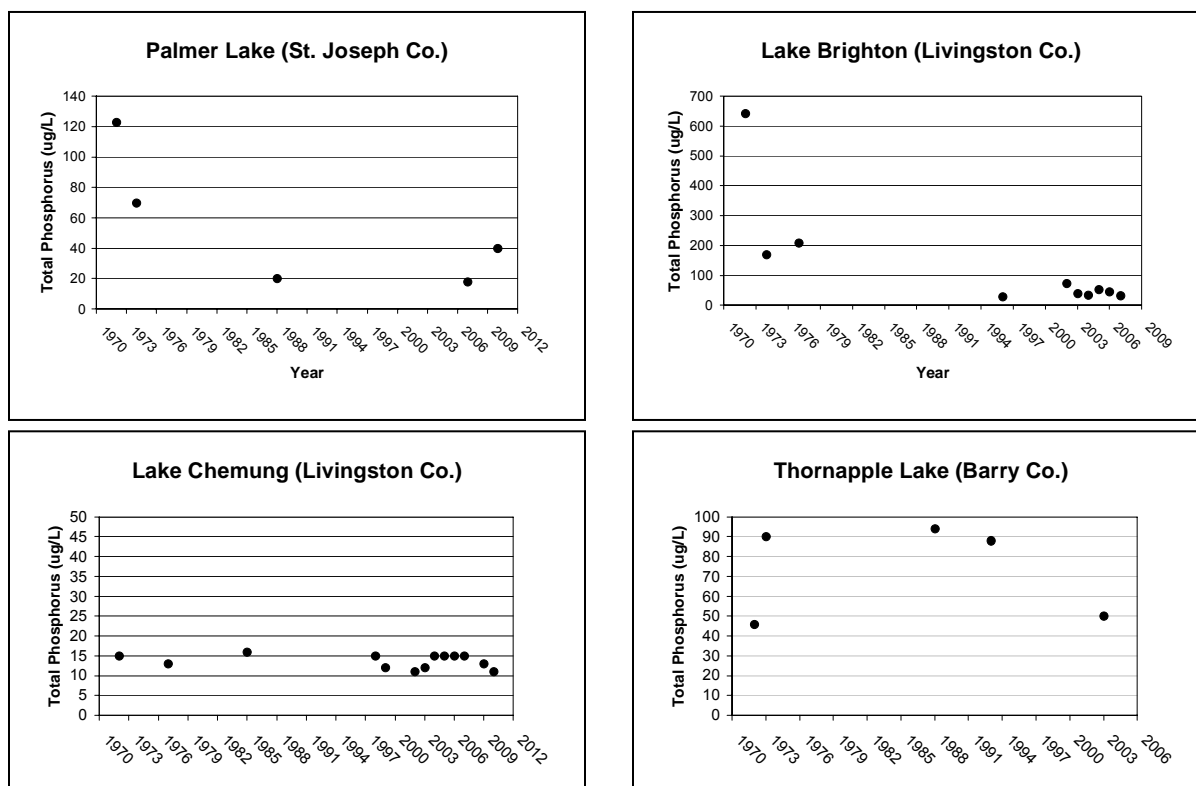 Palmer Lake (St. Joseph Co.)
Total Phosphorus (ug/L)
140
120
100
80
60
40
20
0
1970 1973 1976 1979 1982 1985 1988 1991 1994 1997 2000 2003 2006 2009 2012
Year
Lake Brighton (Livingston Co.)
Total Phosphorus (ug/L)
700
600
500
400
300
200
100
0
1970 1973 1976 1979 1982 1985 1988 1991 1994 1997 2000 2003 2006 2009
Year
Lake Chemung (Livingston Co.)
Total Phosphorus (ug/L)
50
45
40
35
30
25
20
15
10
5
0
1970 1973 1976 1979 1982 1985 1988 1991 1994 1997 2000 2003 2006 2009 2012
Thornapple Lake (Barry Co.)
Total Phosphorus (ug/L)
100
90
80
70
60
50
40
30
20
10
0
1970 1973 1976 1979 1982 1985 1988 1991 1994 1997 2000 2003 2006